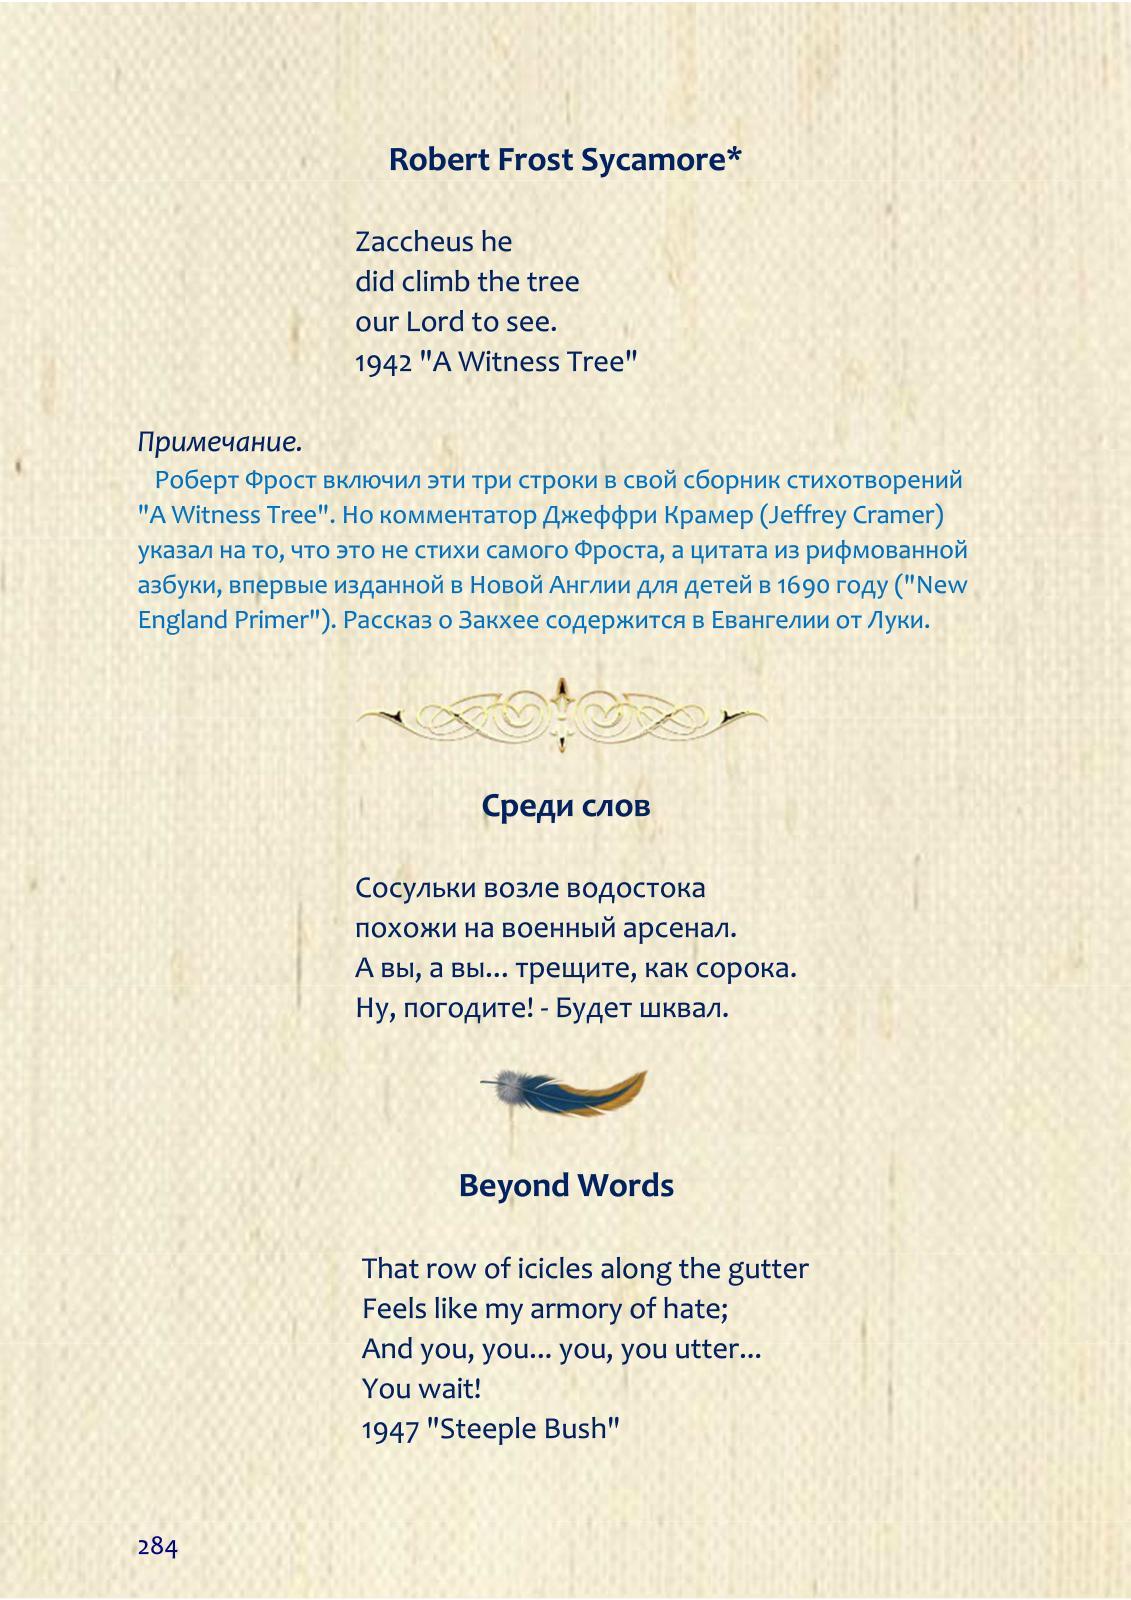 Robert Frost Sycamore*
Zaccheus he
did climb the tree
our Lord to see.
1942 "A Witness Tree"
Примечание.
Роберт Фрост включил эти три строки в свой сборник стихотворений
"A Witness Tree". Но комментатор Джеффри Крамер (Jeffrey Cramer)
указал на то, что это не стихи самого Фроста, а цитата из рифмованной
азбуки, впервые изданной в Новой Англии для детей в 1690 году ("New
England Primer"). Рассказ о Закхее содержится в Евангелии от Луки.
Среди слов
Сосульки возле водостока
похожи на военный арсенал.
А вы, а вы... трещите, как сорока.
Ну, погодите! - Будет шквал.
Beyond Words
That row of icicles along the gutter
Feels like my armory of hate;
And you, you... you, you utter...
You wait!
1947 "Steeple Bush"
284